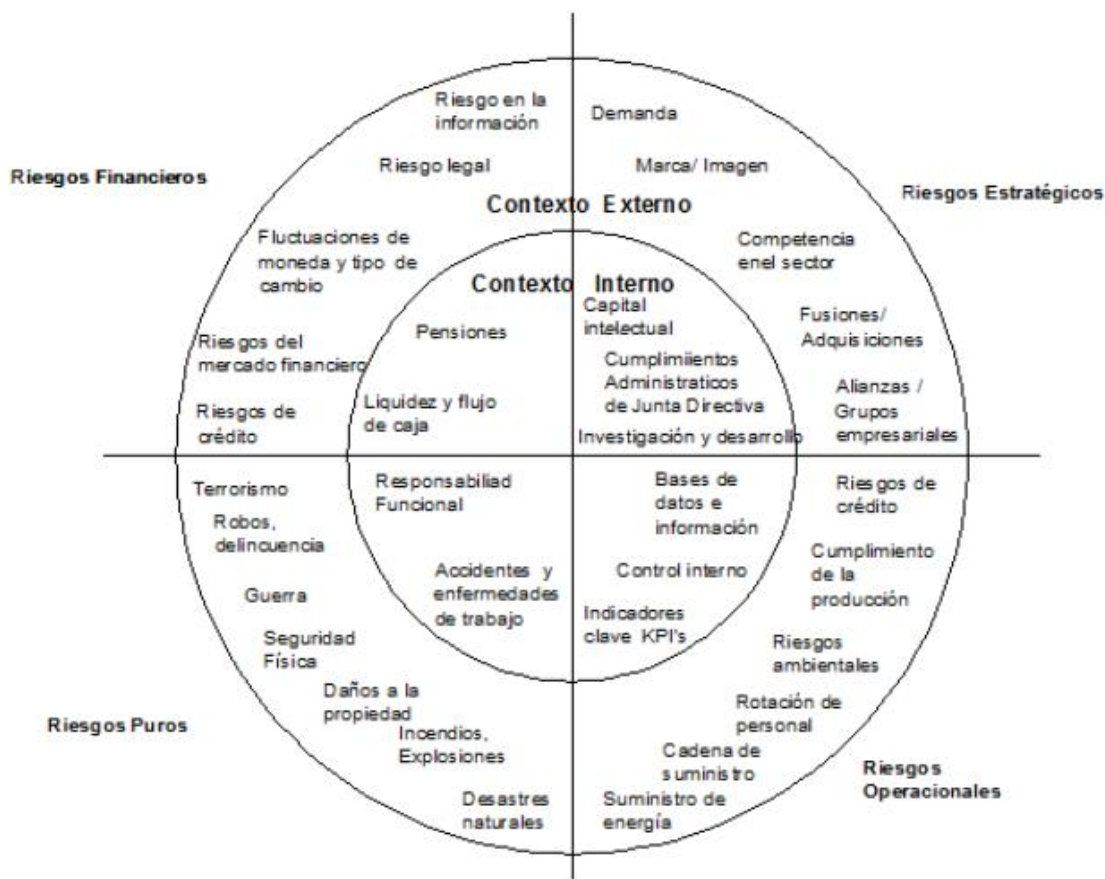 Riesgo en la
información
Riesgo legal
Riesgos Financieros
Fluctuaciones de
moneda y tipo de
cambio
Riesgos del
mercado financiero
Riesgos de
crédito
Demanda
Marca/ Imagen
Riesgos Estratégicos
Competencia
enel sector
Fusiones/
Adquisiciones
Alianzas /
Grupos
empresariales
Contexto Externo
Contexto Interno
Pensiones
Liquidez y flujo
de caja
Capital
intelectual
Cumplimiientos
Administraticos
de Junta Directiva
Investigación y desarrollo
Responsabiliad
Funcional
Accidentes y
enfermedades
de trabajo
Bases de
datos e
información
Control interno
Indicadores
clave KPI's
Terrorismo
Robos,
delincuencia
Guerra
Seguridad
Física
Daños a la
propiedad
Incendios,
Explosiones
Desastres
naturales
Riesgos Puros
Riesgos de
crédito
Cumplimiento
de la
producción
Riesgos
ambientales
Rotación de
personal
Cadena de
suministro
Suministro de
energía
Riesgos
Operacionales